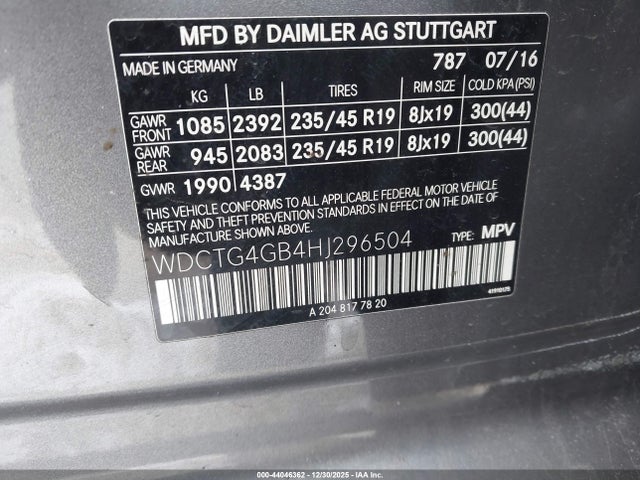 MFD BY DAIMLER AG STUTTGART
MADE IN GERMANY 787 07/16
KG LB TIRES RIM SIZE COLD KPA(PSI)
GAWR FRONT 1085 2392 235/45 R19 8Jx19 300(44)
GAWR REAR 945 2083 235/45 R19 8Jx19 300(44)
GVWR 1990 4387
THIS VEHICLE CONFORMS TO ALL APPLICABLE FEDERAL MOTOR VEHICLE
SAFETY AND THEFT PREVENTION STANDARDS IN EFFECT ON THE DATE OF
MANUFACTURE SHOWN ABOVE.
WDCTG4GB4HJ296504 TYPE: MPV
A 204 817 78 20
000-44046362 - 12/30/2025 - Copyright IAA, Inc.